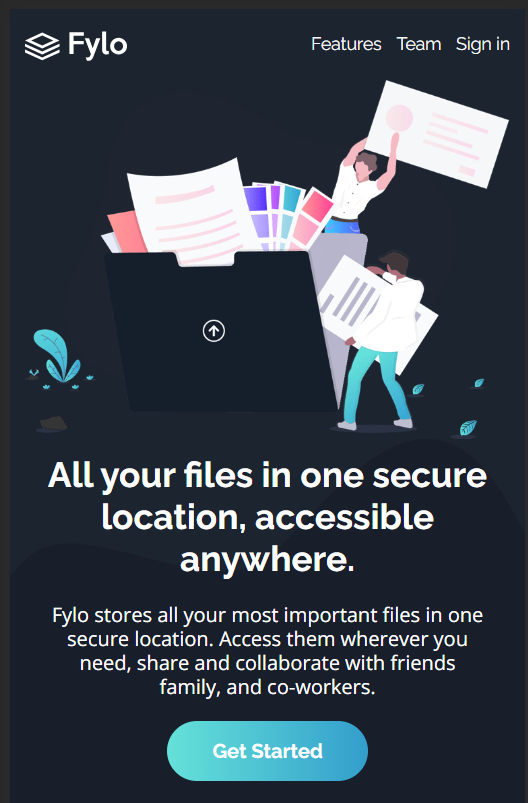 Fylo
Features Team Sign in
All your files in one secure
location, accessible
anywhere.
Fylo stores all your most important files in one
secure location. Access them wherever you
need, share and collaborate with friends
family, and co-workers.
Get Started